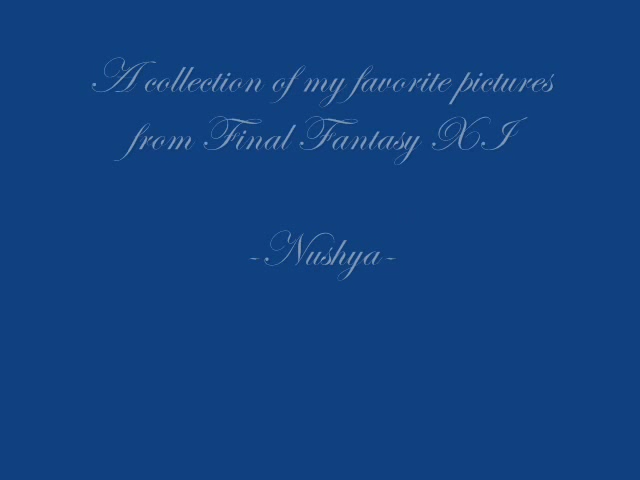 A collection of my favorite pictures
from Final Fantasy XI
-Nushya-